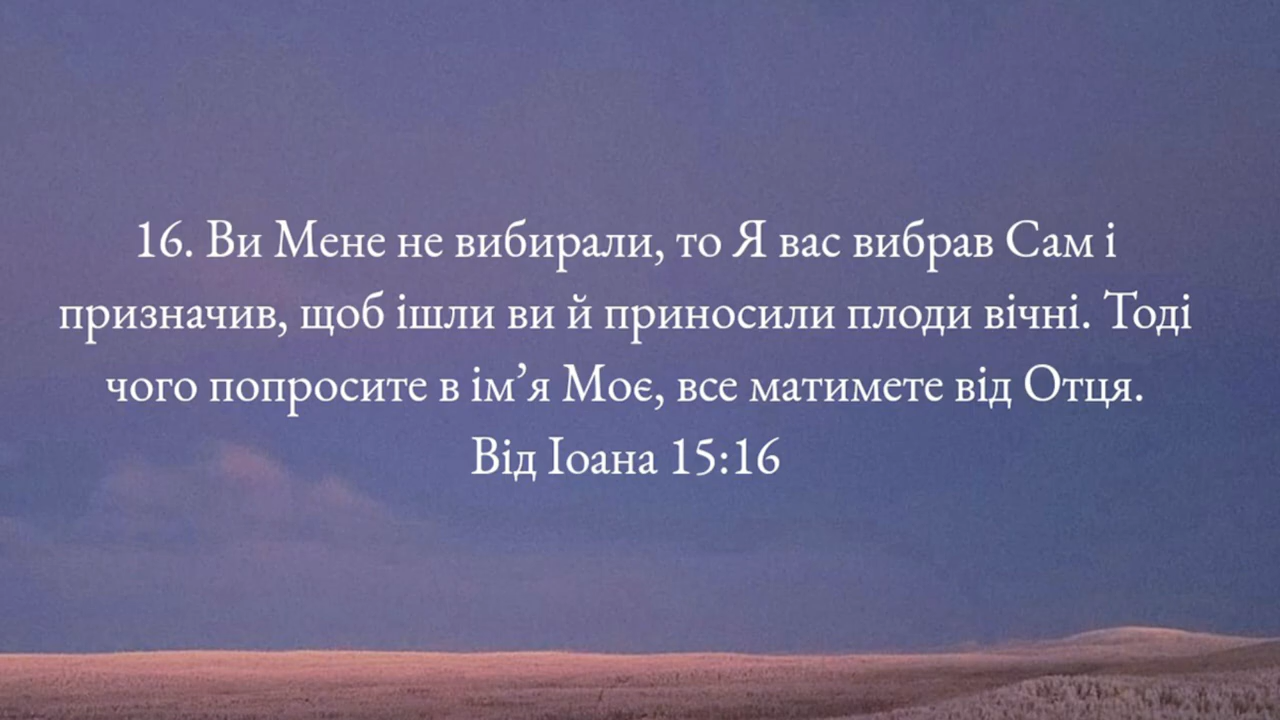 16. Ви Мене не вибирали, то Я вас вибрав Сам і
призначив, щоб ішли ви й приносили плоди вічні. Тоді
чого попросите в ім’я Моє, все матимете від Отця.
Від Іоана 15:16